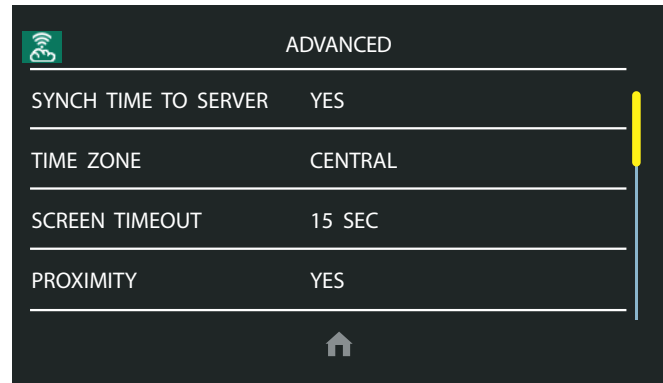 ADVANCED
SYNCH TIME TO SERVER YES
TIME ZONE CENTRAL
SCREEN TIMEOUT 15 SEC
PROXIMITY YES